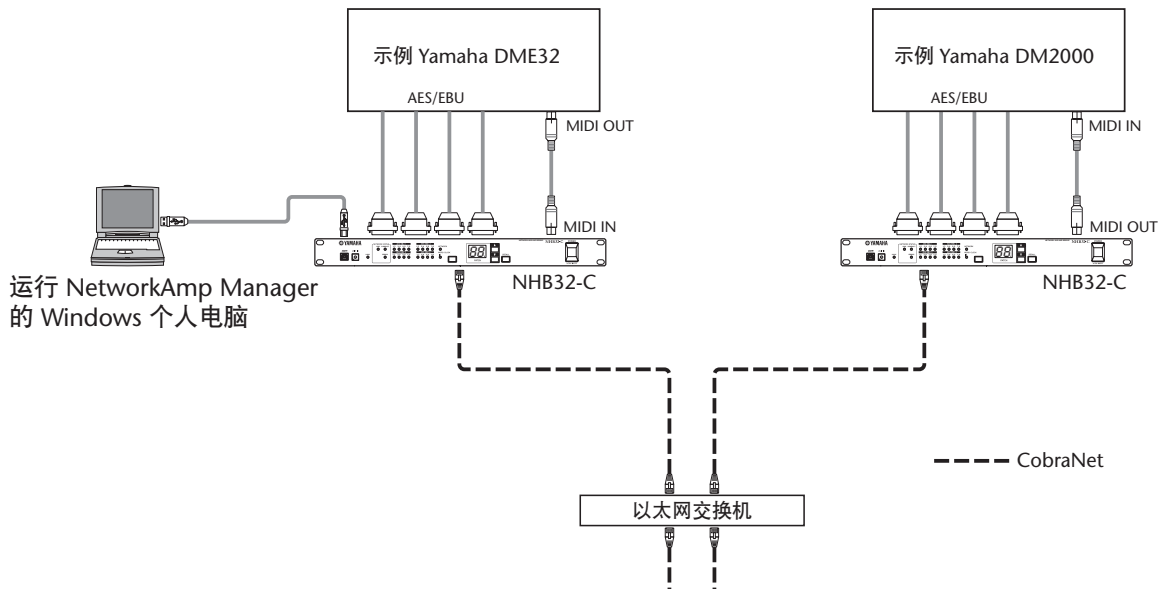 示例 Yamaha DME32
AES/EBU
MIDI OUT
MIDI IN
YAMAHA
NHB32-C
运行 NetworkAmp Manager
的 Windows 个人电脑
示例 Yamaha DM2000
AES/EBU
MIDI IN
MIDI OUT
YAMAHA
NHB32-C
CobraNet
以太网交换机